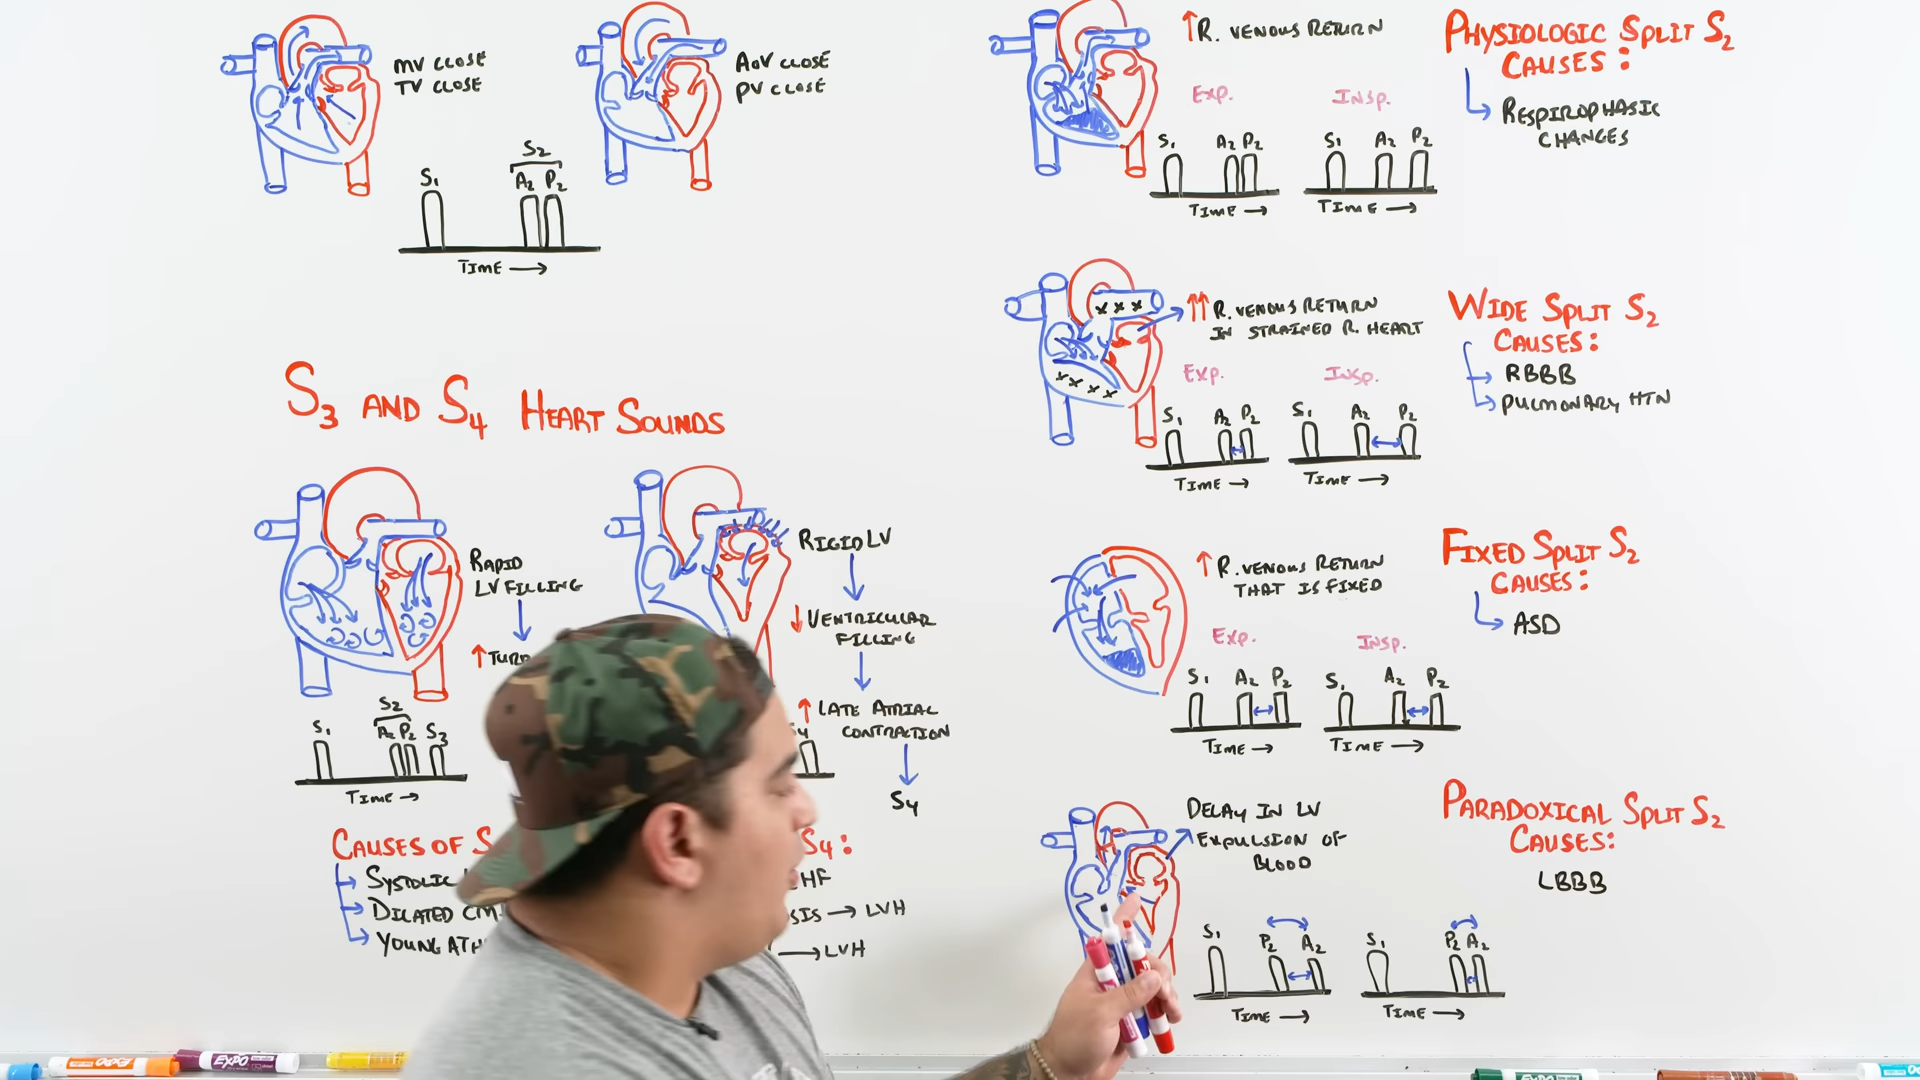 MV CLOSE
TV CLOSE
S1
S2
A2 P2
TIME →
AoV CLOSE
PV CLOSE
S3 AND S4 HEART SOUNDS
RAPID
LV FILLING
↑ TURB
S1
S2
A2 P2 S3
TIME →
CAUSES OF S
SYSTOLIC
DILATED CM
YOUNG ATH
RIGID LV
↓ VENTRICULAR
FILLING
↑ LATE ATRIAL
CONTRACTION
S4
S4
S4:
HF
SIS → LVH
→ LVH
↑ R. VENOUS RETURN
EXP.
INSP.
S1 A2 P2
S1 A2 P2
TIME →
TIME →
PHYSIOLOGIC SPLIT S2
CAUSES:
RESPIROPHASIC
CHANGES
XXX
XXXX
↑↑ R. VENOUS RETURN
IN STRAINED R. HEART
EXP.
INSP.
S1 A2 P2
S1 A2 P2
TIME →
TIME →
WIDE SPLIT S2
CAUSES:
RBBB
PULMONARY HTN
↑ R. VENOUS RETURN
THAT IS FIXED
EXP.
INSP.
S1 A2 P2
S1 A2 P2
TIME →
TIME →
FIXED SPLIT S2
CAUSES:
ASD
DELAY IN LV
EXPULSION OF
BLOOD
S1 P2 A2
S1 P2 A2
TIME →
TIME →
PARADOXICAL SPLIT S2
CAUSES:
LBBB
EXPO
EXPO